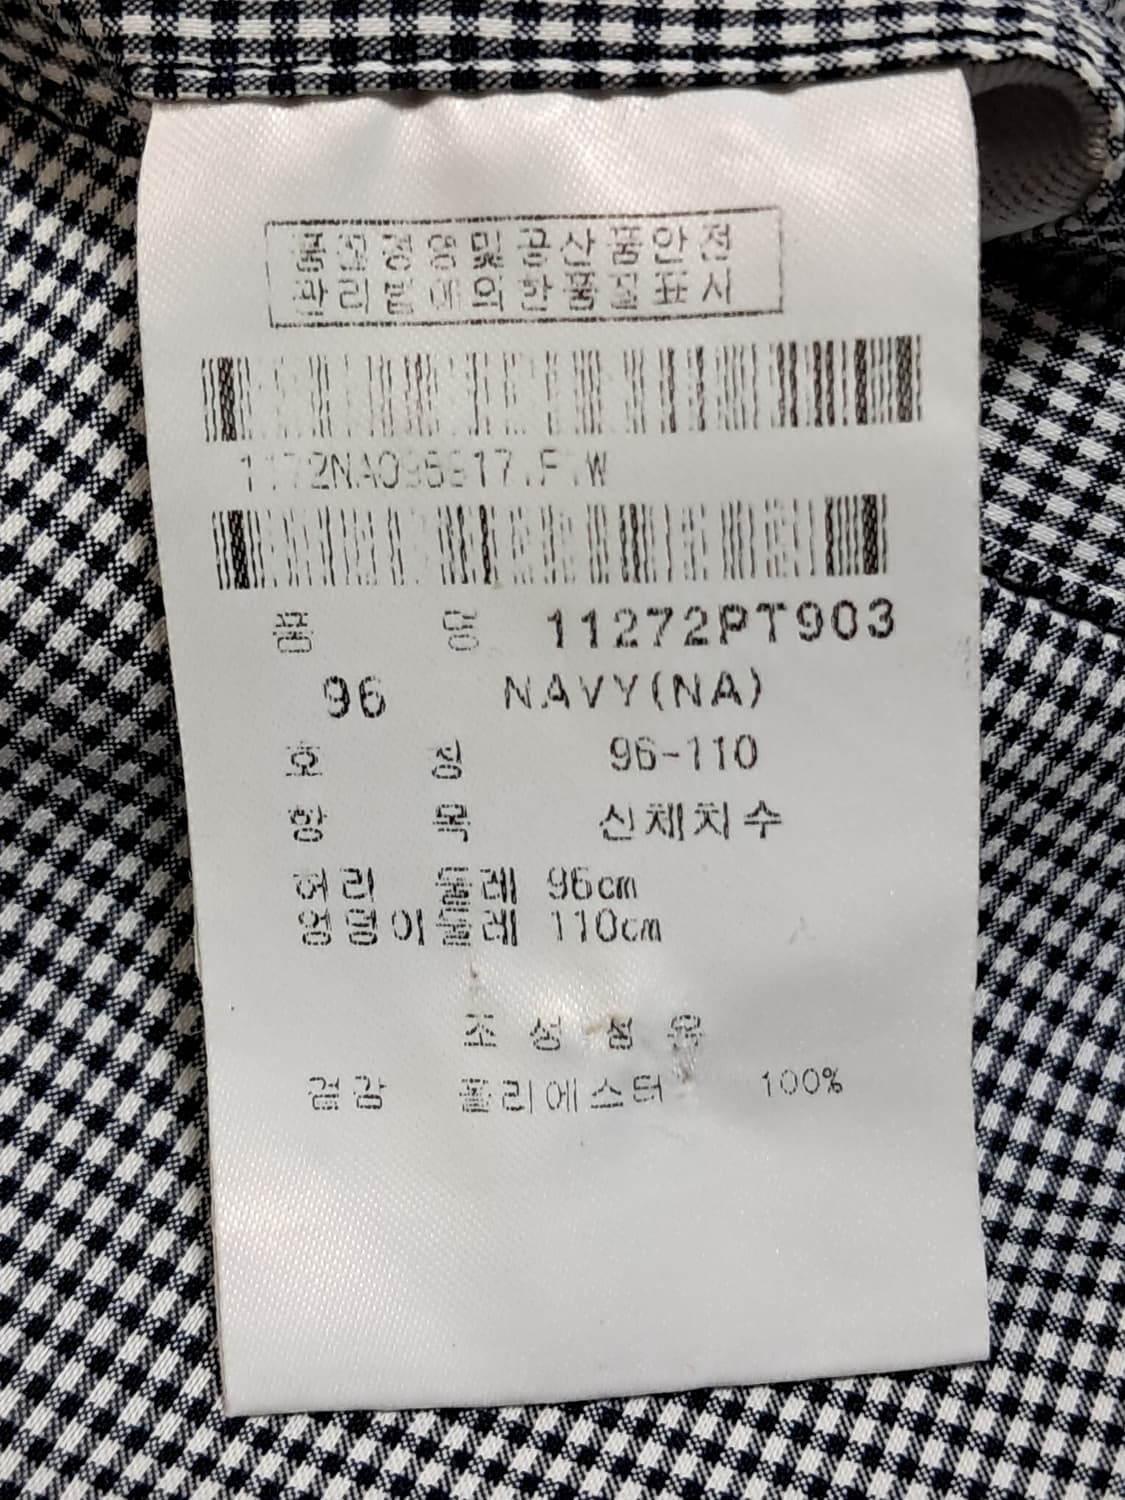 품질경영및공산품안전
관리법에의한품질표시
품 명 11272PT903
96 NAVY(NA)
호 칭 96-110
항 목 신체치수
허리 둘레 96cm
엉덩이둘레 110cm
조성섬유
겉감 폴리에스터 100%